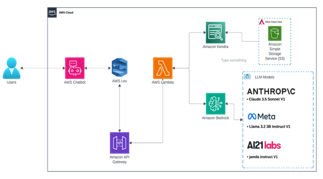 AWS Cloud
Users
AWS Chatbot
AWS Lex
AWS Lambda
Amazon API
Gateway
Amazon Kendra
Type something
Amazon Bedrock
Amazon
Simple
Storage
Service (S3)
LLM Models
ANTHROP\C
• Claude 3.5 Sonnet V1
Meta
• Llama 3.2 3B Instruct V1
AI21labs
• jamba Instruct V1